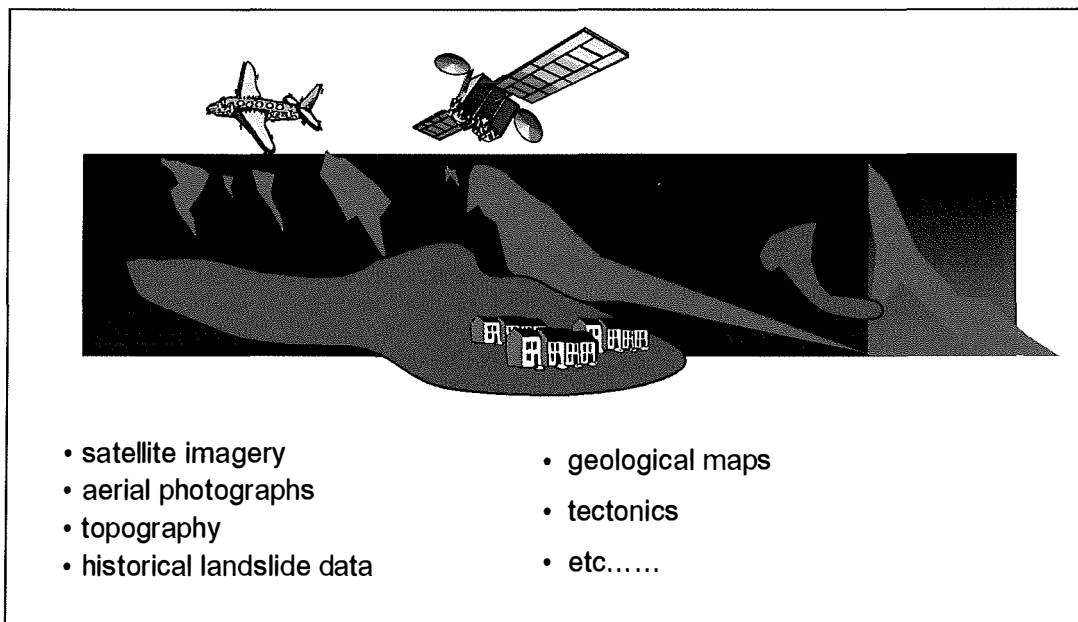 • satellite imagery
• aerial photographs
• topography
• historical landslide data
• geological maps
• tectonics
• etc......